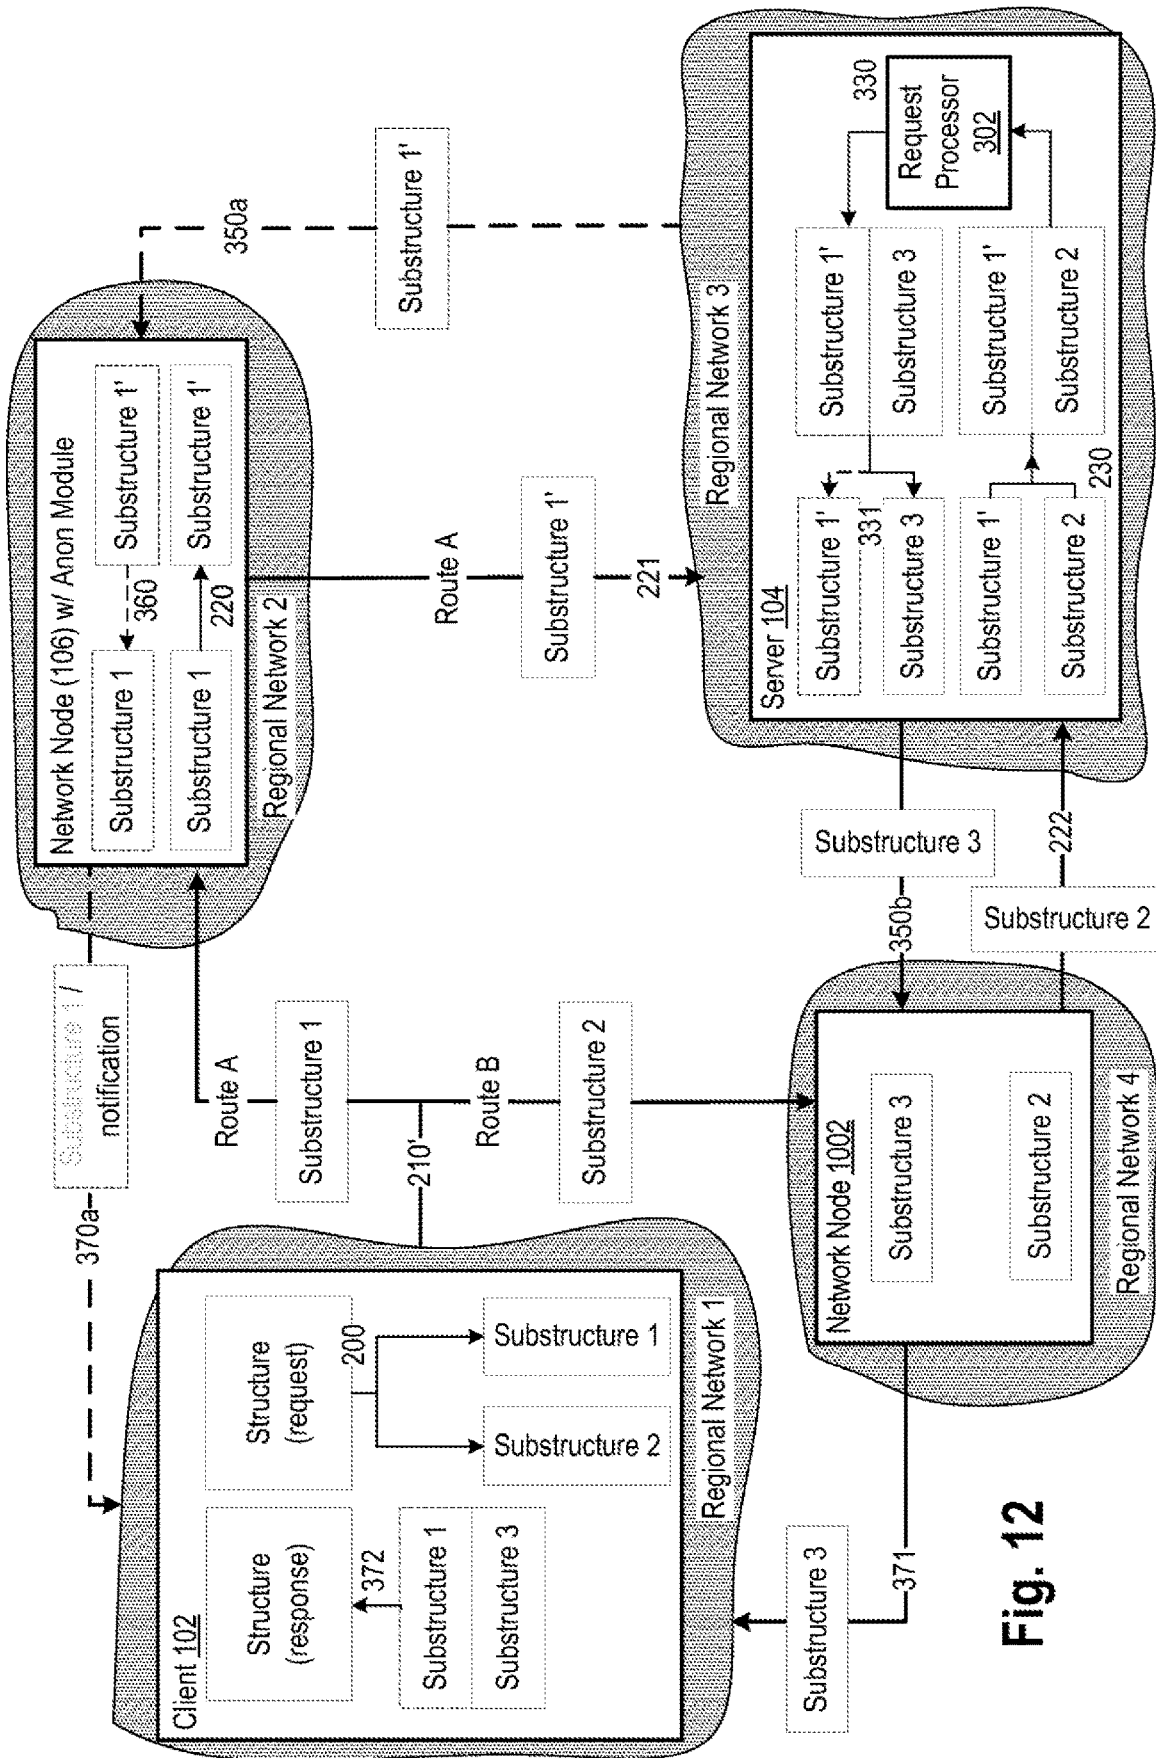 Client 102
Structure
(response)
372
Substructure 1
Substructure 3
Structure
(request)
200
Substructure 2
Substructure 1
Regional Network 1
370a
Substructure 1 /
notification
210'
Route A
Substructure 1
Route B
Substructure 2
Network Node (106) w/ Anon Module
Substructure 1
360
Substructure 1'
Substructure 1
220
Substructure 1'
Regional Network 2
Route A
Substructure 1'
221
350a
Substructure 1'
Regional Network 3
Server 104
Substructure 1'
331
Substructure 3
Substructure 1'
Substructure 2
230
Substructure 1'
Substructure 3
Substructure 1'
Substructure 2
330
Request
Processor
302
Substructure 3
350b
222
Substructure 2
Network Node 1002
Substructure 3
Substructure 2
Regional Network 4
371
Substructure 3
Fig. 12